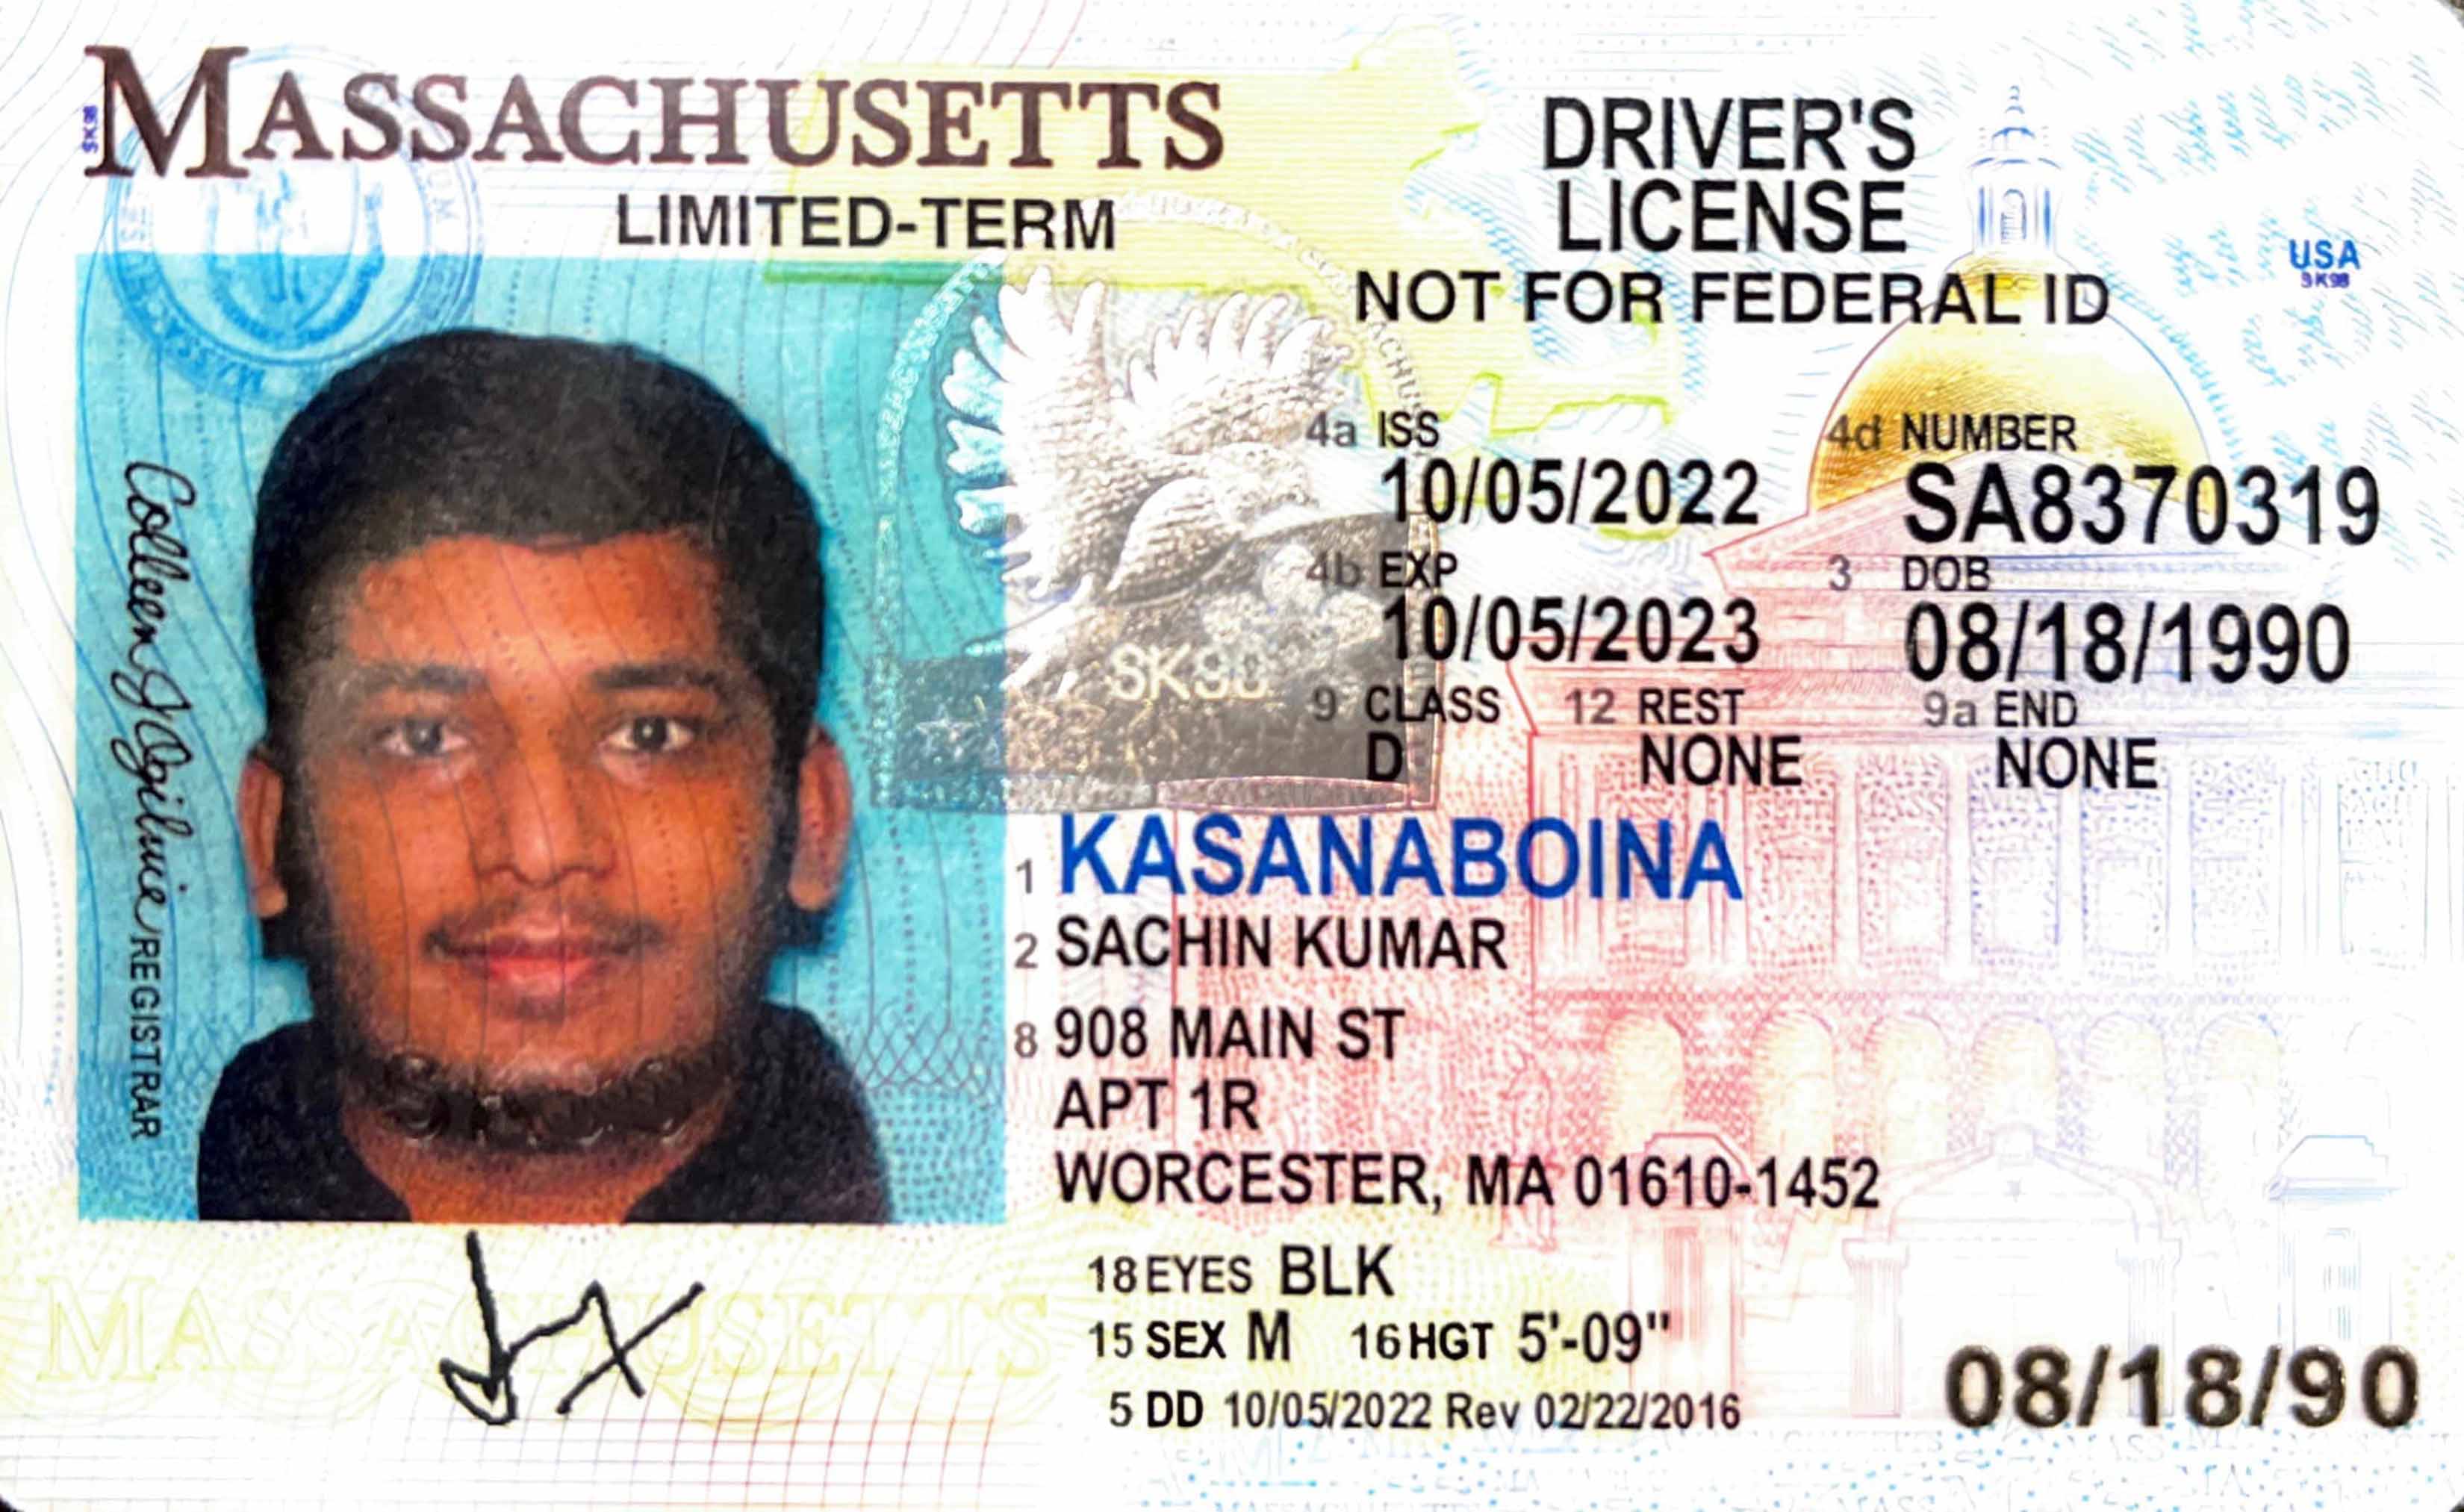 MASSACHUSETTS
LIMITED-TERM
DRIVER'S
LICENSE
NOT FOR FEDERAL ID
USA
SK98
SK98
4a ISS
10/05/2022
4d NUMBER
SA8370319
4b EXP
10/05/2023
3 DOB
08/18/1990
SK90
9 CLASS
D
12 REST
NONE
9a END
NONE
1 KASANABOINA
2 SACHIN KUMAR
8 908 MAIN ST
APT 1R
WORCESTER, MA 01610-1452
18 EYES BLK
15 SEX M 16 HGT 5'-09"
5 DD 10/05/2022 Rev 02/22/2016
08/18/90
Colleen J Ogilvie REGISTRAR
MASSACHUSETTS